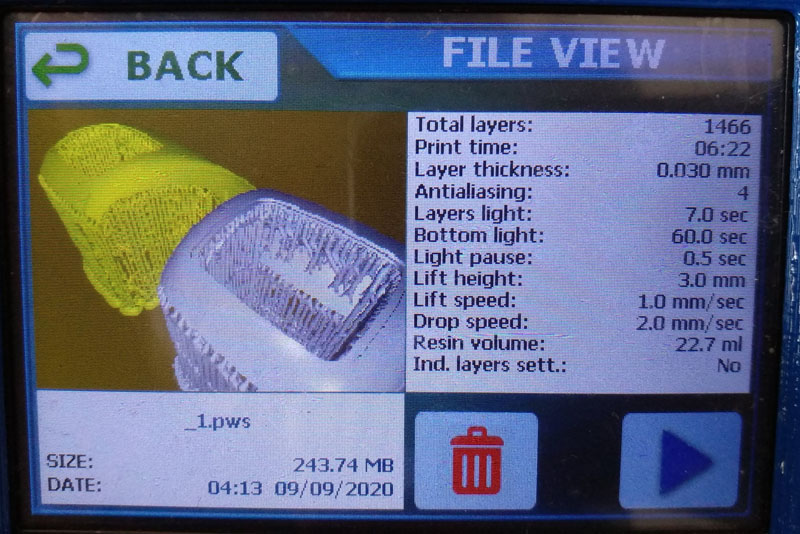 BACK
FILE VIEW
Total layers: 1466
Print time: 06:22
Layer thickness: 0.030 mm
Antialiasing: 4
Layers light: 7.0 sec
Bottom light: 60.0 sec
Light pause: 0.5 sec
Lift height: 3.0 mm
Lift speed: 1.0 mm/sec
Drop speed: 2.0 mm/sec
Resin volume: 22.7 ml
Ind. layers sett.: No
_1.pws
SIZE: 243.74 MB
DATE: 04:13 09/09/2020